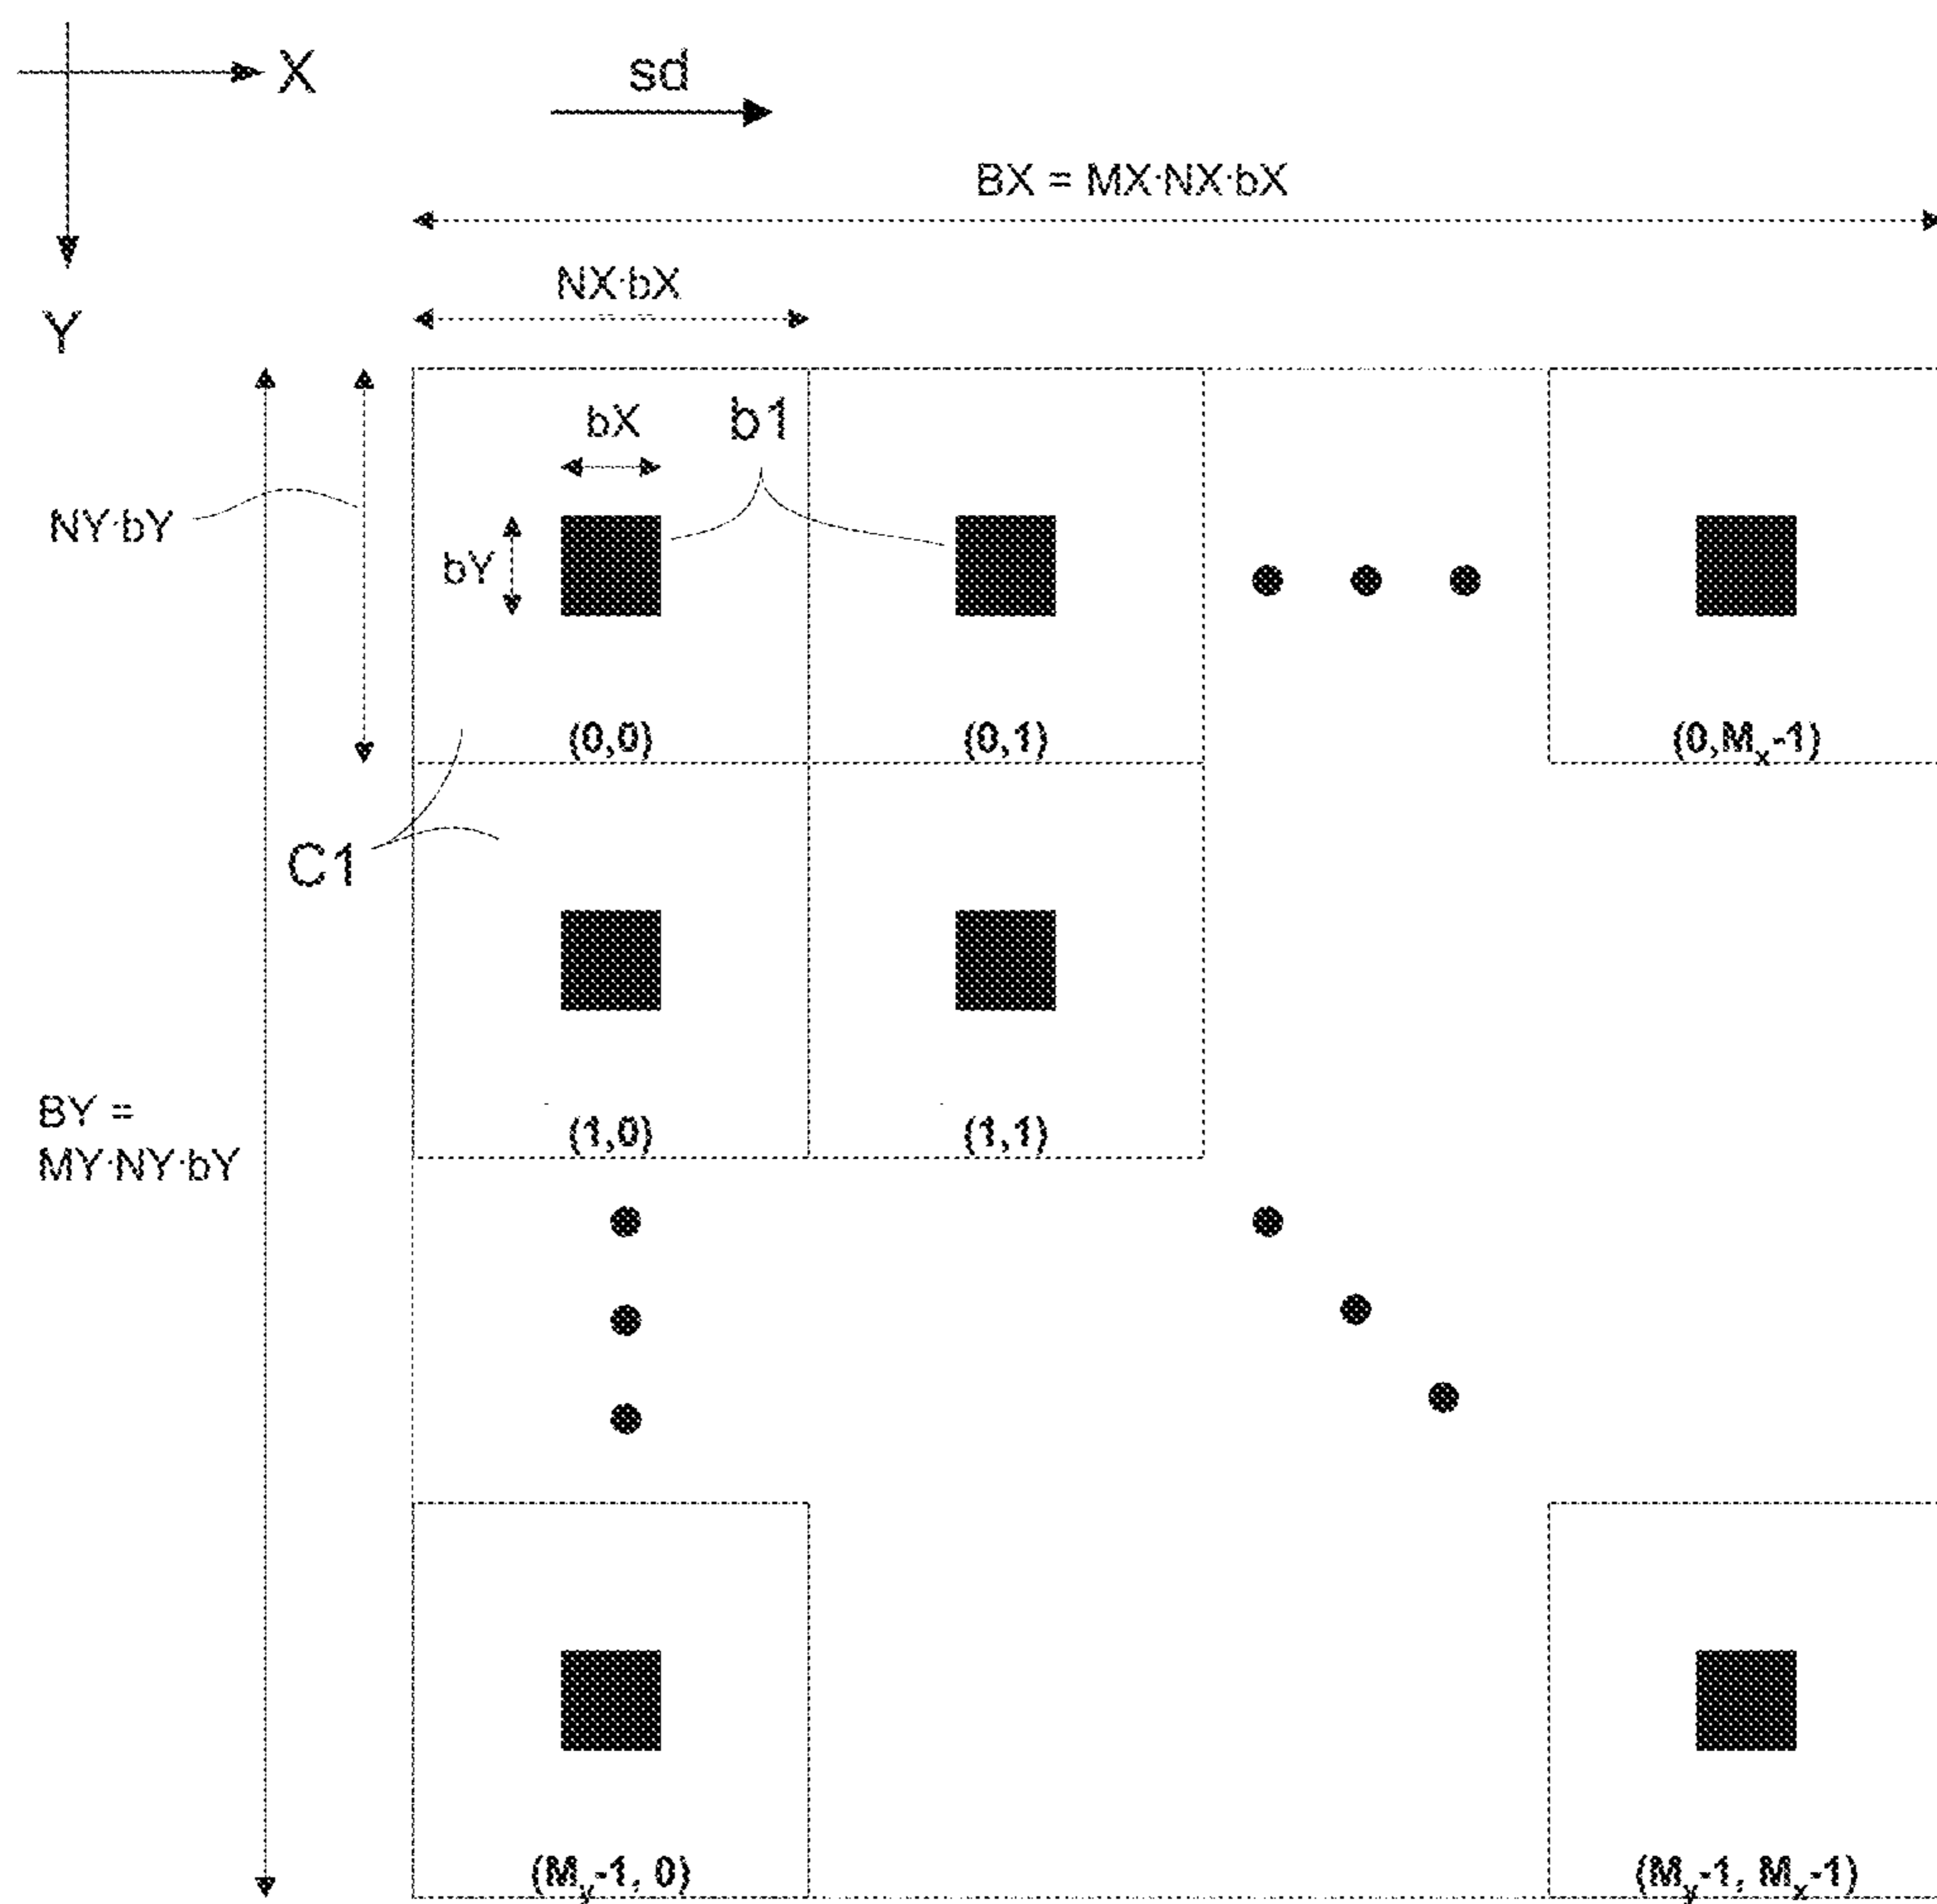 X
sd
BX = MX·NX·bX
NX·bX
Y
bX
b1
NY·bY
bY
(0,0)
(0,1)
(0,Mₓ-1)
C1
BY =
MY·NY·bY
(1,0)
(1,1)
(My-1, 0)
(My-1, Mₓ-1)